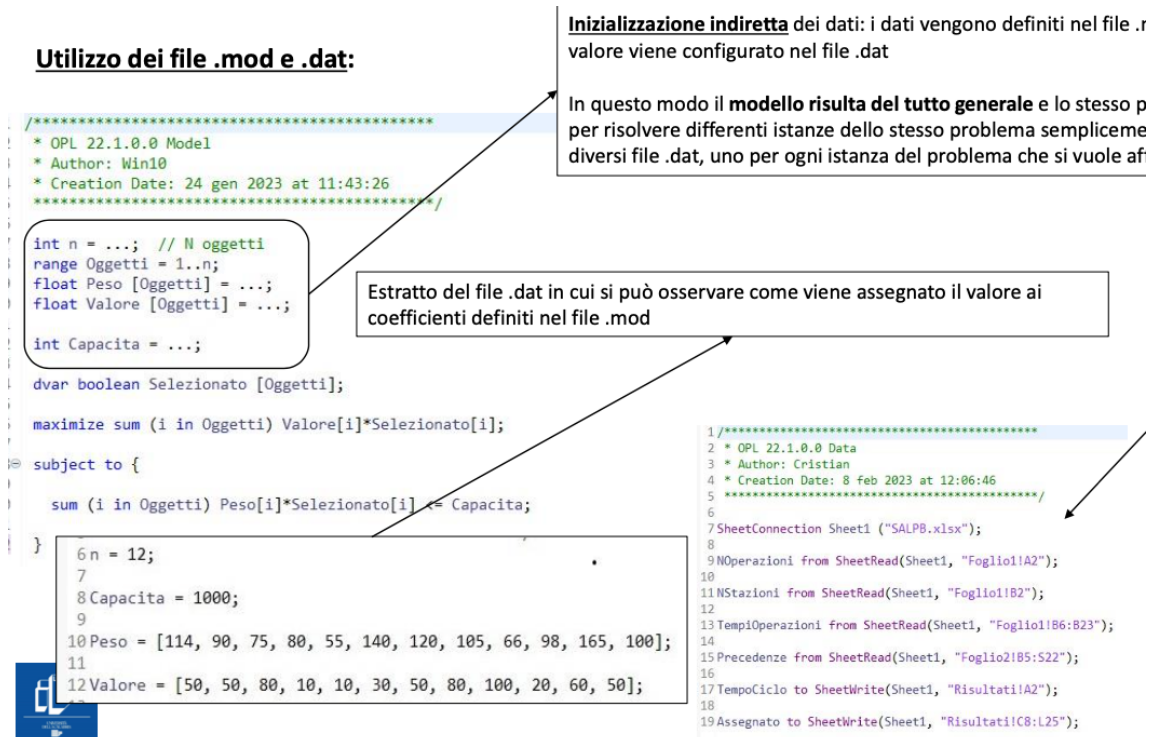 Utilizzo dei file .mod e .dat:
Inizializzazione indiretta dei dati: i dati vengono definiti nel file .
valore viene configurato nel file .dat
In questo modo il modello risulta del tutto generale e lo stesso p
per risolvere differenti istanze dello stesso problema sempliceme
diversi file .dat, uno per ogni istanza del problema che si vuole af
/*********************************************
* OPL 22.1.0.0 Model
* Author: Win10
* Creation Date: 24 gen 2023 at 11:43:26
*********************************************/
int n = ...; // N oggetti
range Oggetti = 1..n;
float Peso [Oggetti] = ...;
float Valore [Oggetti] = ...;
int Capacita = ...;
dvar boolean Selezionato [Oggetti];
maximize sum (i in Oggetti) Valore[i]*Selezionato[i];
subject to {
sum (i in Oggetti) Peso[i]*Selezionato[i] <= Capacita;
}
Estratto del file .dat in cui si può osservare come viene assegnato il valore ai
coefficienti definiti nel file .mod
6 n = 12;
7
8 Capacita = 1000;
9
10 Peso = [114, 90, 75, 80, 55, 140, 120, 105, 66, 98, 165, 100];
11
12 Valore = [50, 50, 80, 10, 10, 30, 50, 80, 100, 20, 60, 50];
1 /*********************************************
2 * OPL 22.1.0.0 Data
3 * Author: Cristian
4 * Creation Date: 8 feb 2023 at 12:06:46
5 *********************************************/
6
7 SheetConnection Sheet1 ("SALPB.xlsx");
8
9 NOperazioni from SheetRead(Sheet1, "Foglio1!A2");
10
11 NStazioni from SheetRead(Sheet1, "Foglio1!B2");
12
13 TempiOperazioni from SheetRead(Sheet1, "Foglio1!B6:B23");
14
15 Precedenze from SheetRead(Sheet1, "Foglio2!B5:S22");
16
17 TempoCiclo to SheetWrite(Sheet1, "Risultati!A2");
18
19 Assegnato to SheetWrite(Sheet1, "Risultati!C8:L25");